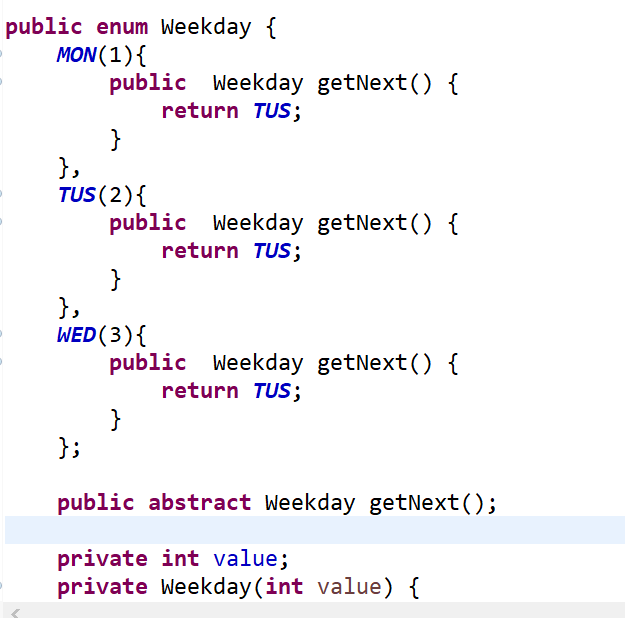 public enum Weekday {
MON(1){
public  Weekday getNext() {
return TUS;
}
},
TUS(2){
public  Weekday getNext() {
return TUS;
}
},
WED(3){
public  Weekday getNext() {
return TUS;
}
};
public abstract Weekday getNext();
private int value;
private Weekday(int value) {